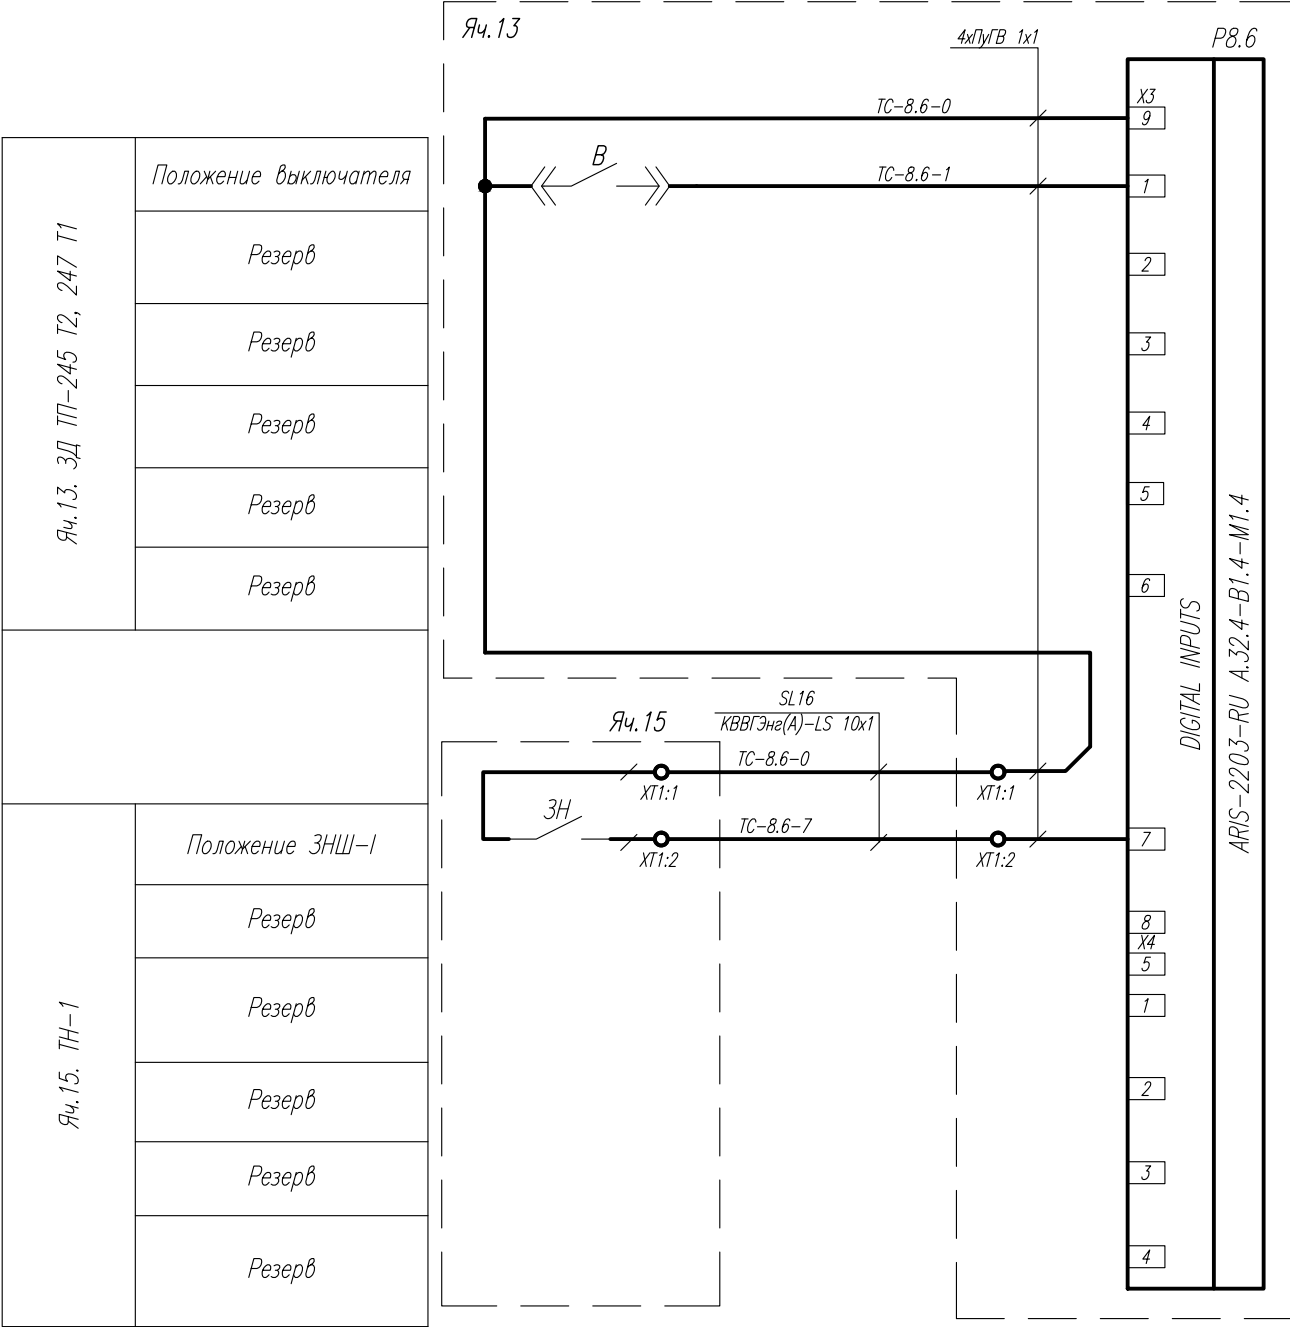 Яч.13
4хПуГВ 1х1
Р8.6
ТС-8.6-0
Х3
9
В
ТС-8.6-1
1
2
3
4
5
6
DIGITAL INPUTS
ARIS-2203-RU A.32.4-B1.4-M1.4
Яч.13. ЗД ТП-245 Т2, 247 Т1
Положение выключателя
Резерв
Резерв
Резерв
Резерв
Резерв
SL16
КВВГЭнг(А)-LS 10х1
Яч.15
ТС-8.6-0
ХТ1:1
ХТ1:1
ЗН
ТС-8.6-7
ХТ1:2
ХТ1:2
7
8
Х4
5
1
2
3
4
Яч.15. ТН-1
Положение ЗНШ-I
Резерв
Резерв
Резерв
Резерв
Резерв